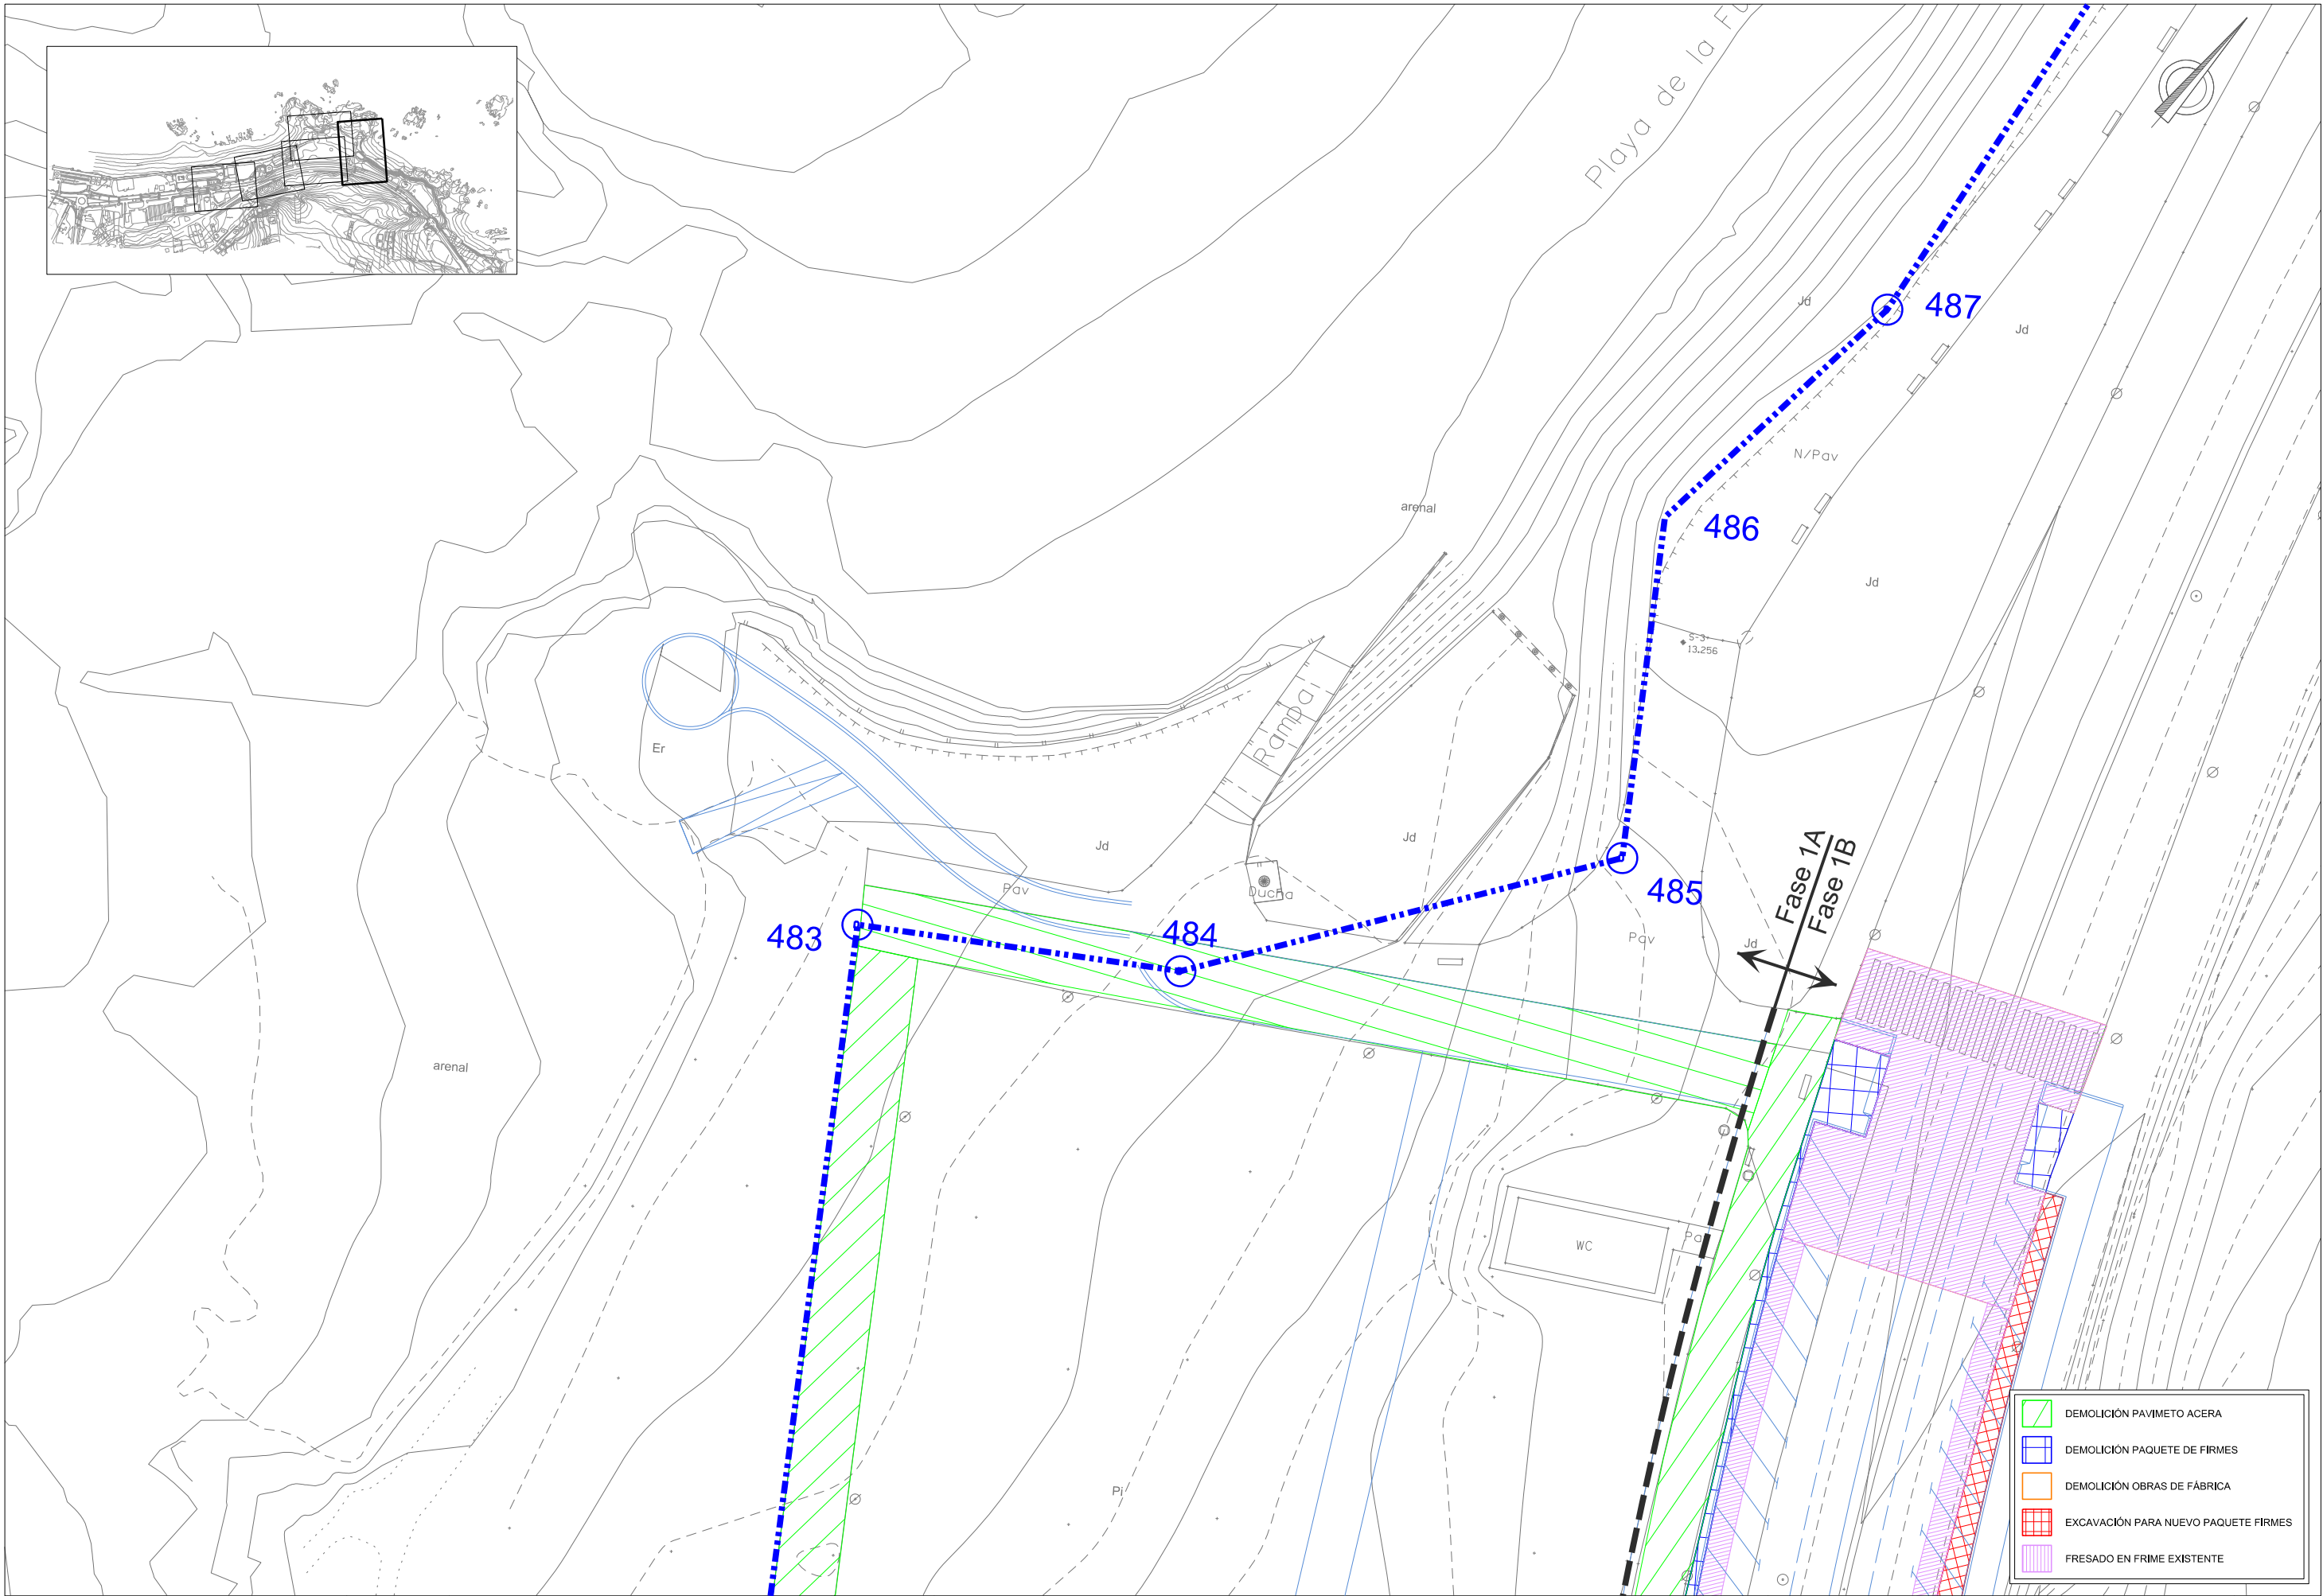 Playa de la
Jd
487
Jd
N/Pav
arenal
486
Jd
S-3
13.256
Rampa
Er
Jd
Jd
Pav
Ducha
485
Fase 1A
Fase 1B
483
484
Pav
Jd
arenal
WC
Pi
DEMOLICIÓN PAVIMETO ACERA
DEMOLICIÓN PAQUETE DE FIRMES
DEMOLICIÓN OBRAS DE FÁBRICA
EXCAVACIÓN PARA NUEVO PAQUETE FIRMES
FRESADO EN FRIME EXISTENTE